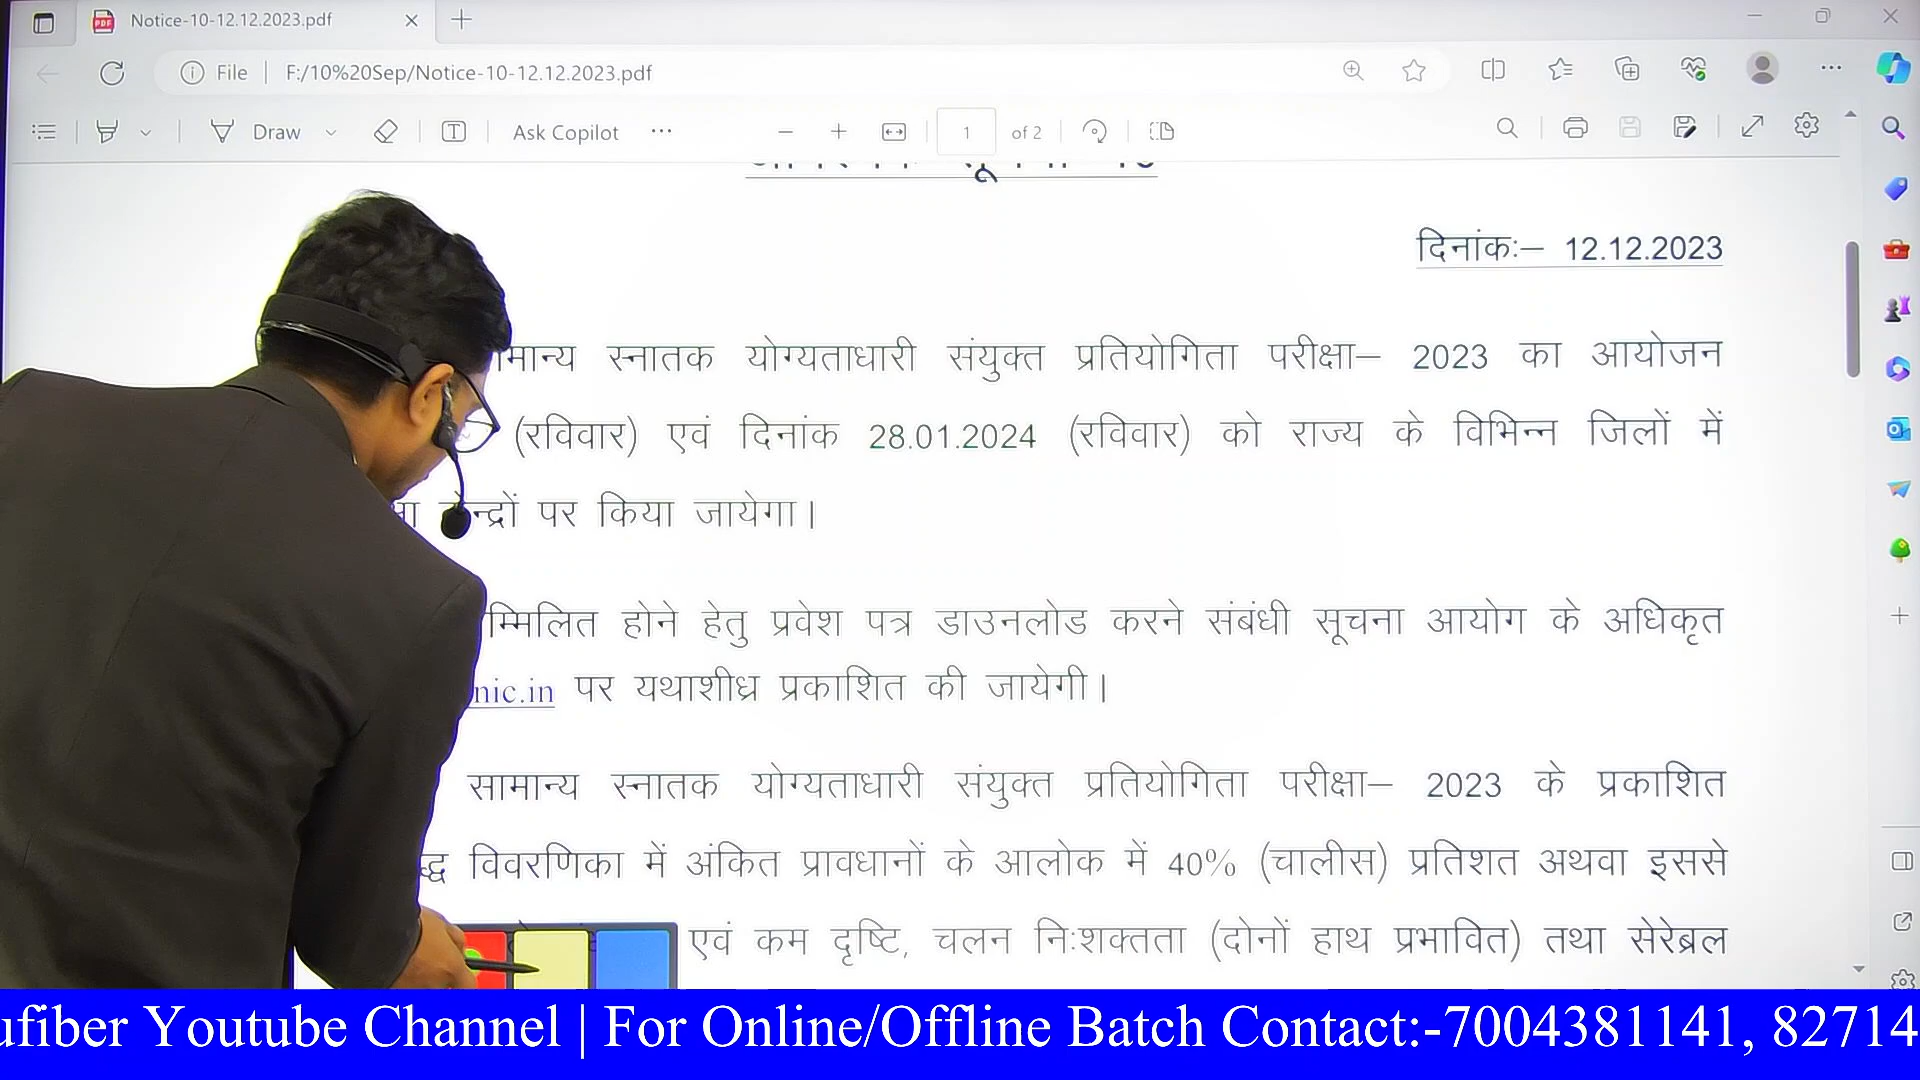 Notice-10-12.12.2023.pdf
File
F:/10%20Sep/Notice-10-12.12.2023.pdf
Draw
Ask Copilot
1 of 2
दिनांकः– 12.12.2023
स्नातक योग्यताधारी संयुक्त प्रतियोगिता परीक्षा– 2023 का आयोजन
(रविवार) एवं दिनांक 28.01.2024 (रविवार) को राज्य के विभिन्न जिलों में
पर किया जायेगा।
होने हेतु प्रवेश पत्र डाउनलोड करने संबंधी सूचना आयोग के अधिकृत
nic.in पर यथाशीध्र प्रकाशित की जायेगी।
सामान्य स्नातक योग्यताधारी संयुक्त प्रतियोगिता परीक्षा– 2023 के प्रकाशित
विवरणिका में अंकित प्रावधानों के आलोक में 40% (चालीस) प्रतिशत अथवा इससे
एवं कम दृष्टि, चलन निःशक्तता (दोनों हाथ प्रभावित) तथा सेरेब्रल
ufiber Youtube Channel | For Online/Offline Batch Contact:-7004381141, 82714